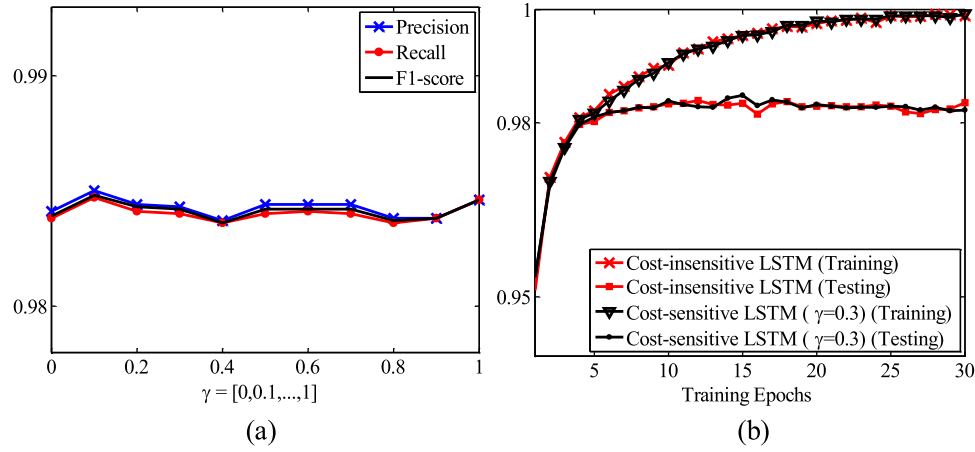 0.99
0.98
Precision
Recall
F1-score
0 0.2 0.4 0.6 0.8 1
γ = [0,0.1,...,1]
(a)
1
0.98
0.95
Cost-insensitive LSTM (Training)
Cost-insensitive LSTM (Testing)
Cost-sensitive LSTM ( γ=0.3) (Training)
Cost-sensitive LSTM ( γ=0.3) (Testing)
5 10 15 20 25 30
Training Epochs
(b)